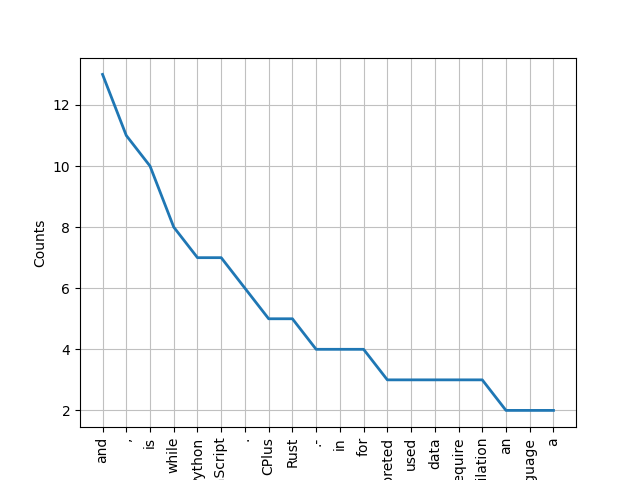 Counts
12
10
8
6
4
2
and
,
is
while
ython
Script
.
CPlus
Rust
in
for
preted
used
data
equire
ilation
an
guage
a